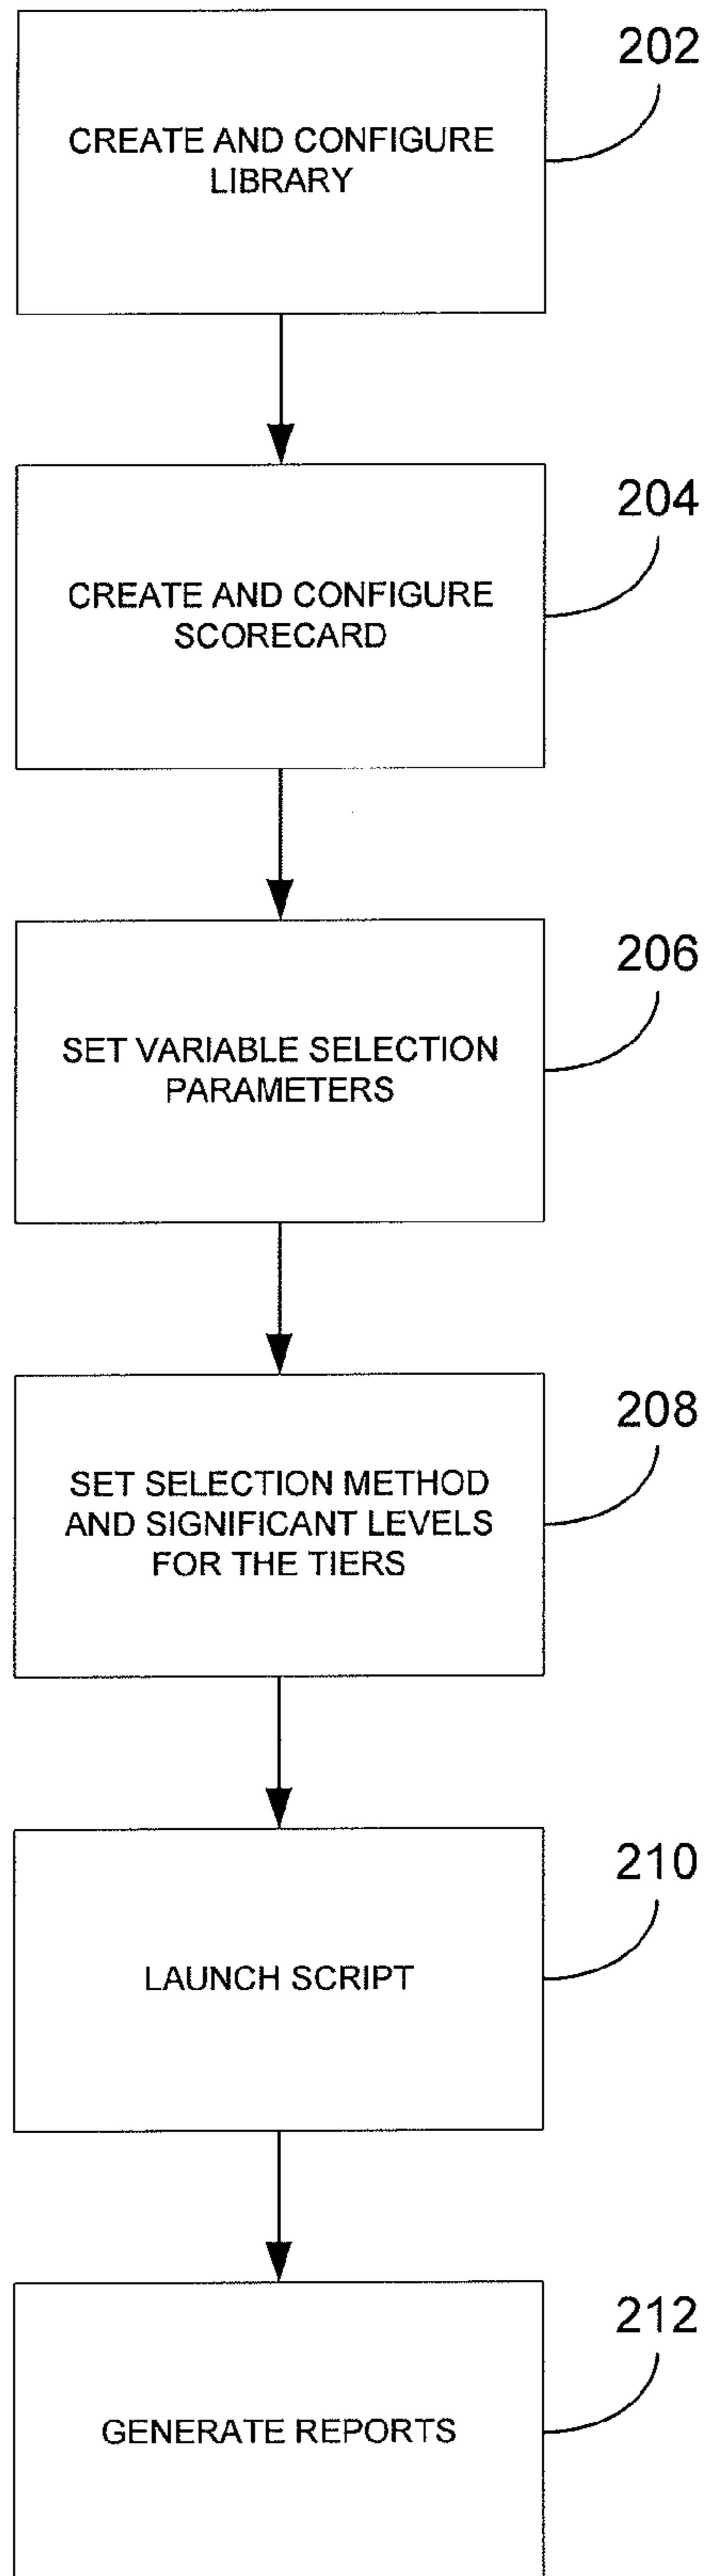 202
CREATE AND CONFIGURE
LIBRARY
204
CREATE AND CONFIGURE
SCORECARD
206
SET VARIABLE SELECTION
PARAMETERS
208
SET SELECTION METHOD
AND SIGNIFICANT LEVELS
FOR THE TIERS
210
LAUNCH SCRIPT
212
GENERATE REPORTS